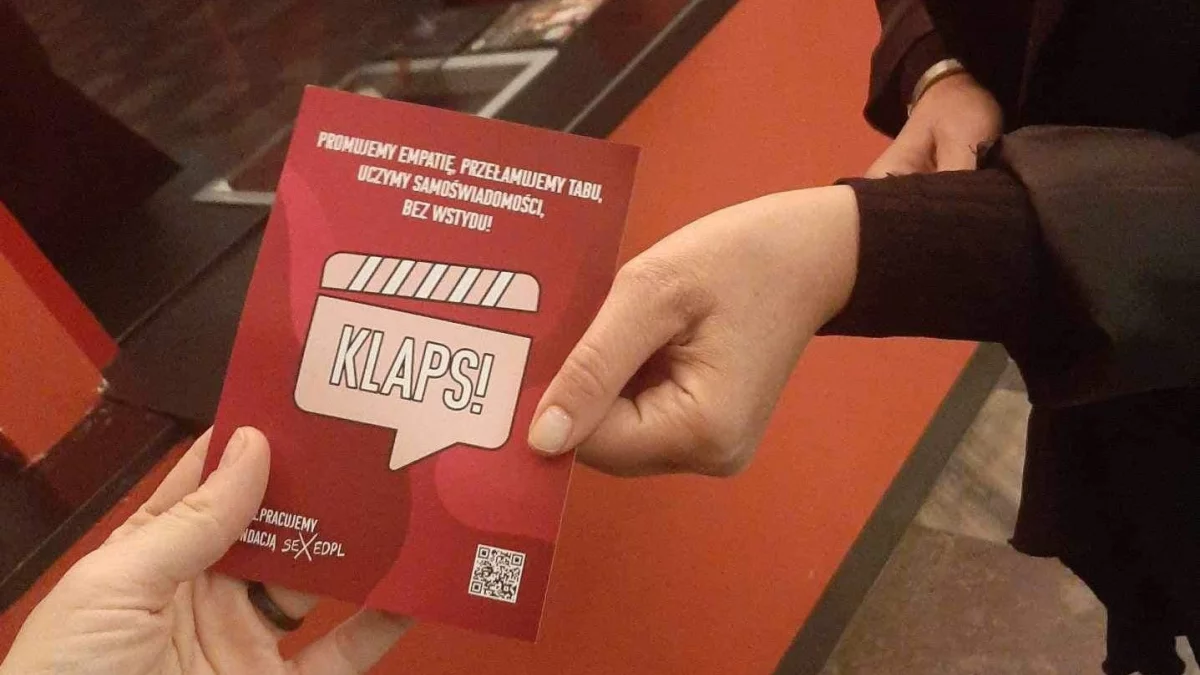 PROMUJEMY EMPATIĘ, PRZEŁAMUJEMY TABU,
UCZYMY SAMOŚWIADOMOŚCI,
BEZ WSTYDU!
KLAPS!
SEXEDPL